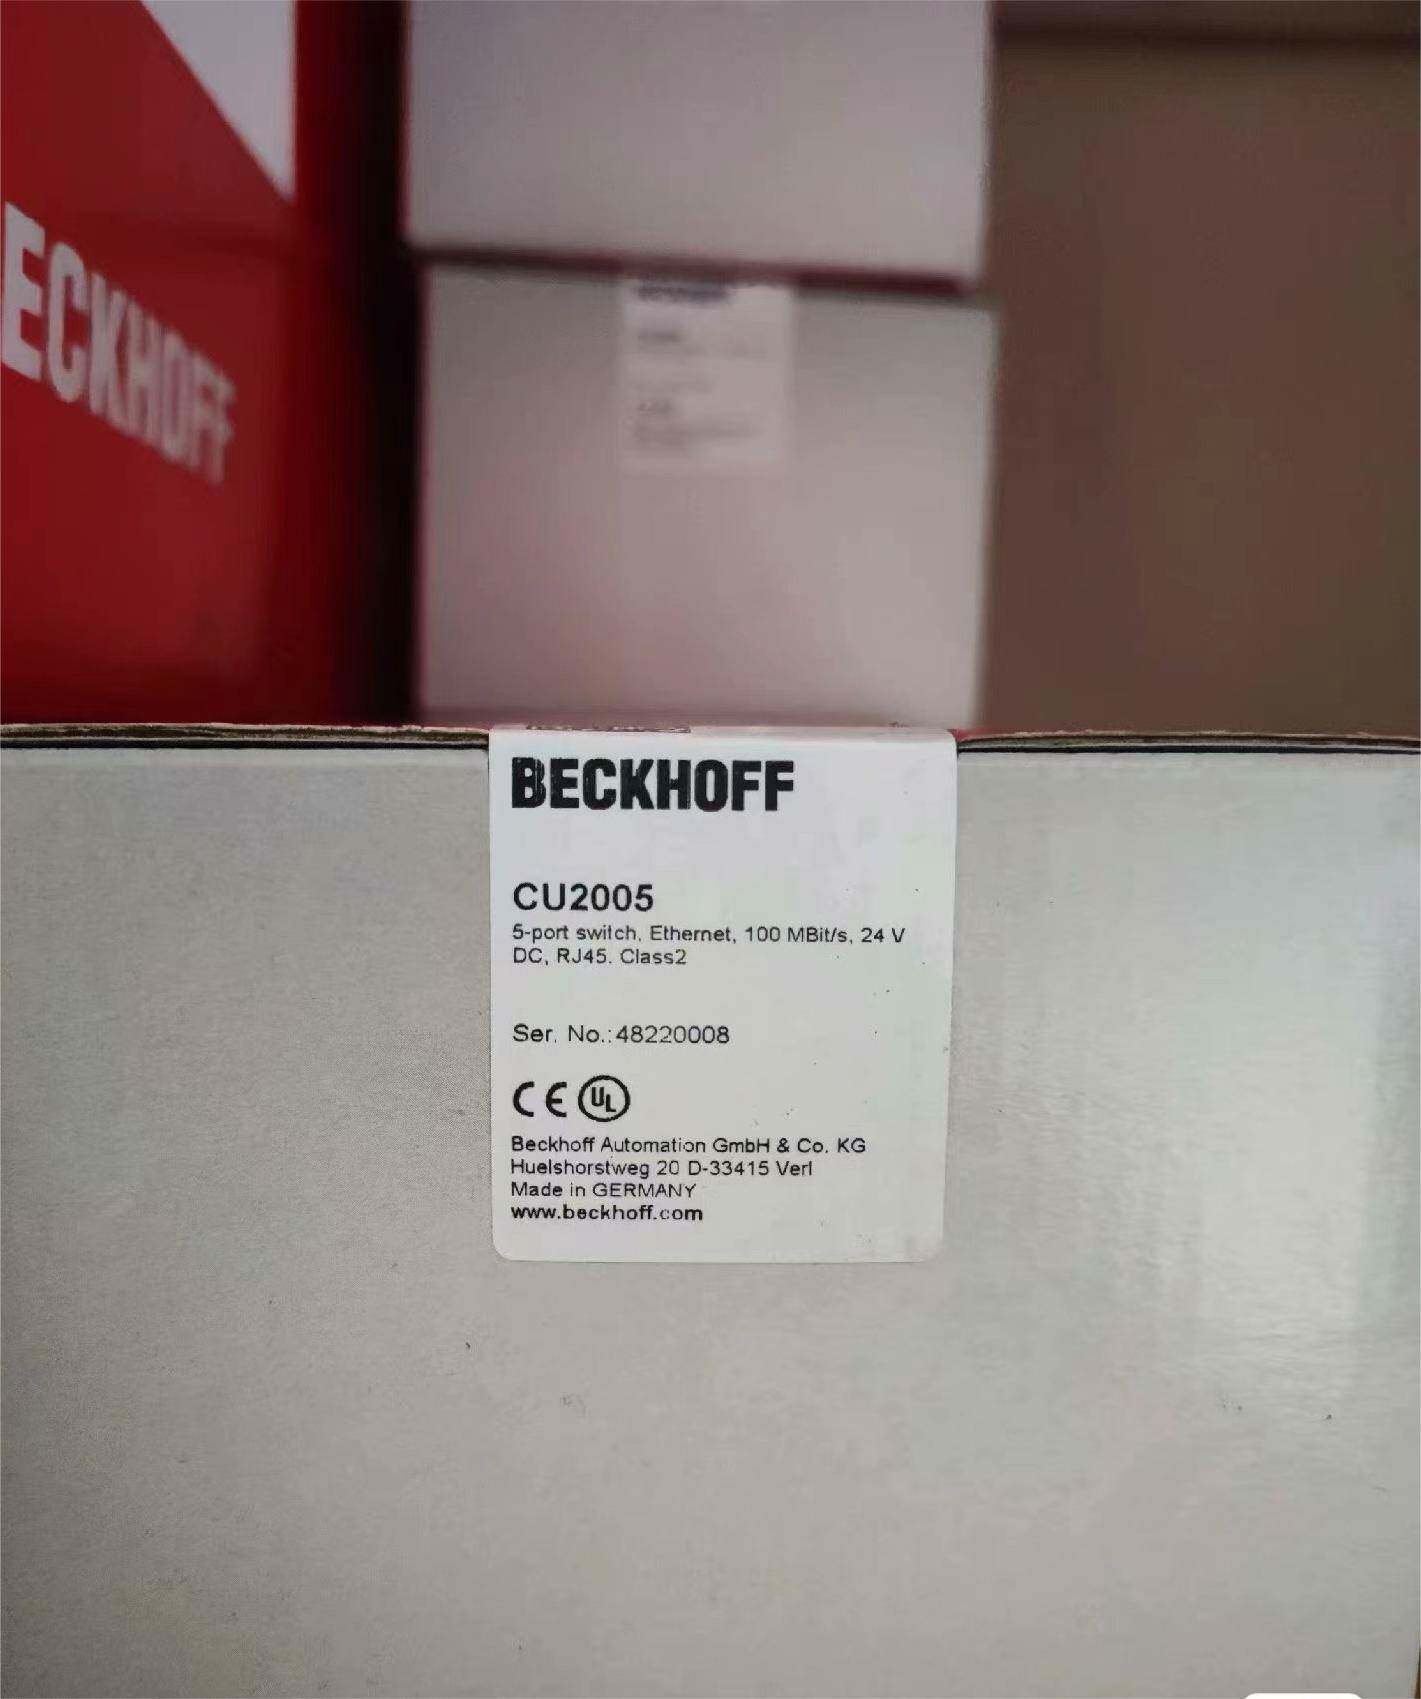 ECKHOFF
BECKHOFF
CU2005
5-port switch, Ethernet, 100 MBit/s, 24 V
DC, RJ45. Class2
Ser. No.:48220008
CE UL
Beckhoff Automation GmbH & Co. KG
Huelshorstweg 20 D-33415 Verl
Made in GERMANY
www.beckhoff.com